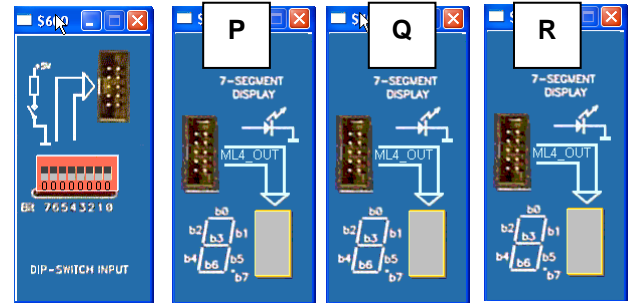 $600
+5V
00000000
Bit 76543210
DIP-SWITCH INPUT
P
7-SEGMENT
DISPLAY
ML4_OUT
b0
b2 b1
b3
b4 b5
b6
b7
Q
7-SEGMENT
DISPLAY
ML4_OUT
b0
b2 b1
b3
b4 b5
b6
b7
R
7-SEGMENT
DISPLAY
ML4_OUT
b0
b2 b1
b3
b4 b5
b6
b7